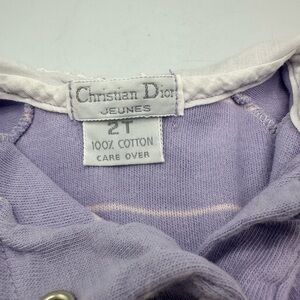 Christian Dior
JEUNES
2T
100% COTTON
CARE OVER